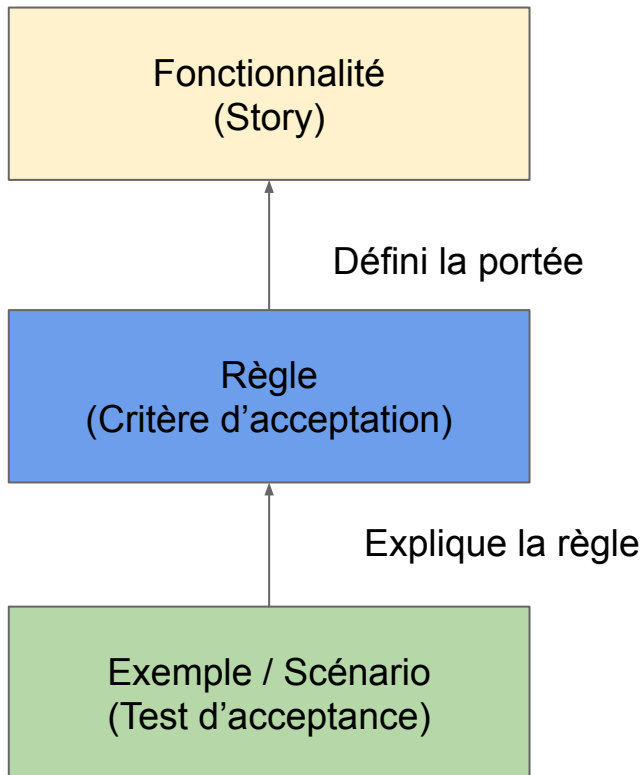 Fonctionnalité
(Story)
Défini la portée
Règle
(Critère d’acceptation)
Explique la règle
Exemple / Scénario
(Test d’acceptance)